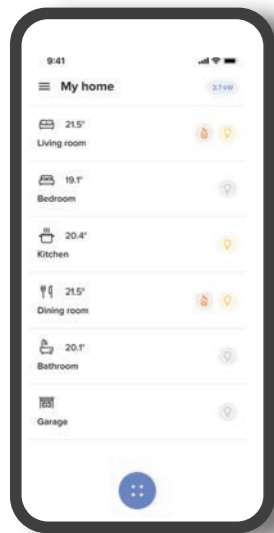 9:41
My home
3.7 kW
21.5°
Living room
19.1°
Bedroom
20.4°
Kitchen
21.5°
Dining room
20.1°
Bathroom
Garage